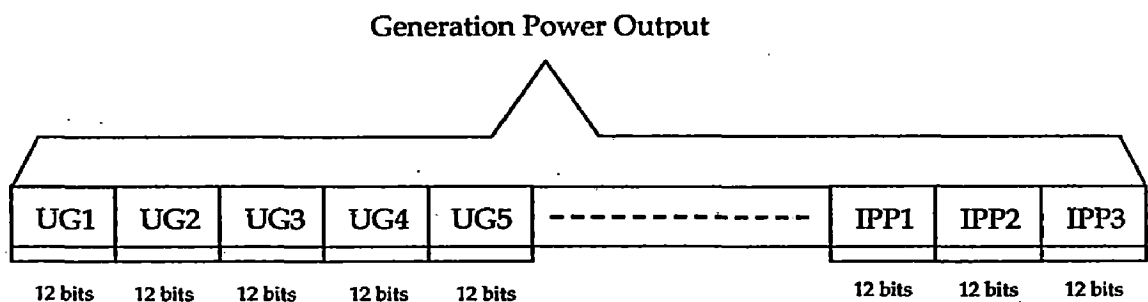 Generation Power Output
UG1 UG2 UG3 UG4 UG5 IPP1 IPP2 IPP3
12 bits 12 bits 12 bits 12 bits 12 bits 12 bits 12 bits 12 bits